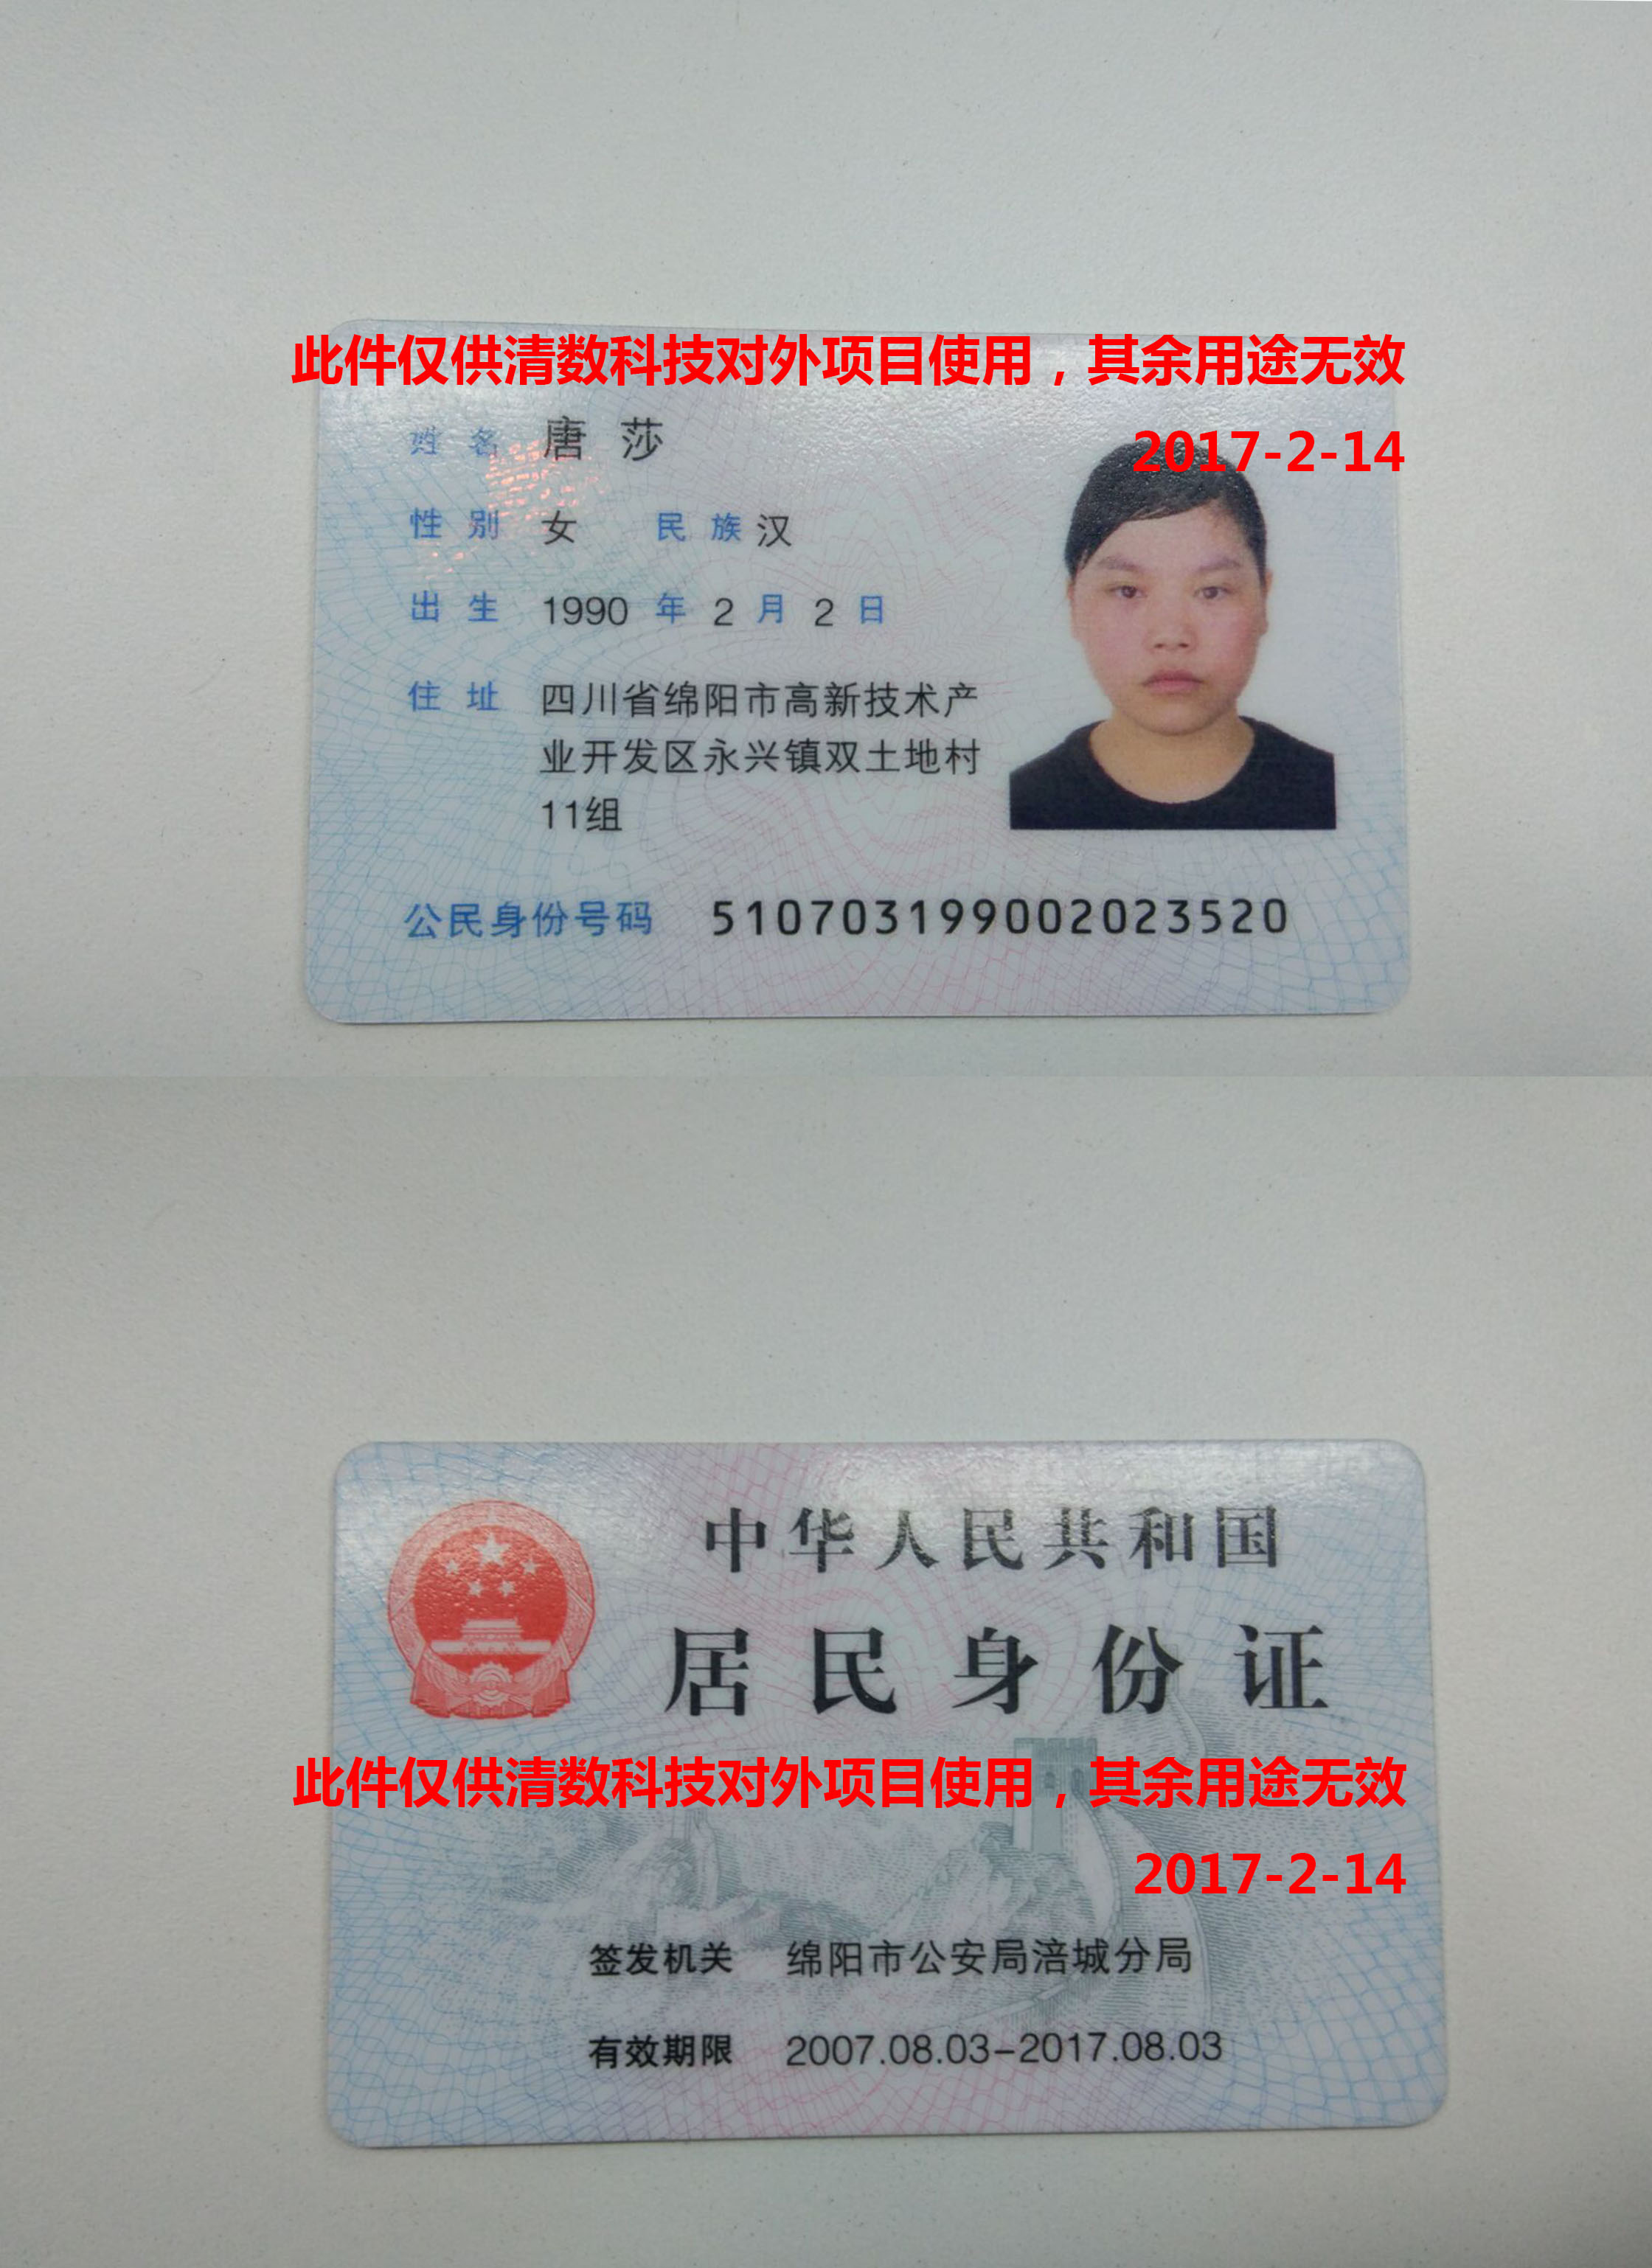 此件仅供清数科技对外项目使用，其余用途无效
2017-2-14
姓名 唐莎
性别 女 民族 汉
出生 1990 年 2 月 2 日
住址 四川省绵阳市高新技术产
业开发区永兴镇双土地村
11组
公民身份号码 510703199002023520
中华人民共和国
居民身份证
此件仅供清数科技对外项目使用，其余用途无效
2017-2-14
签发机关 绵阳市公安局涪城分局
有效期限 2007.08.03-2017.08.03